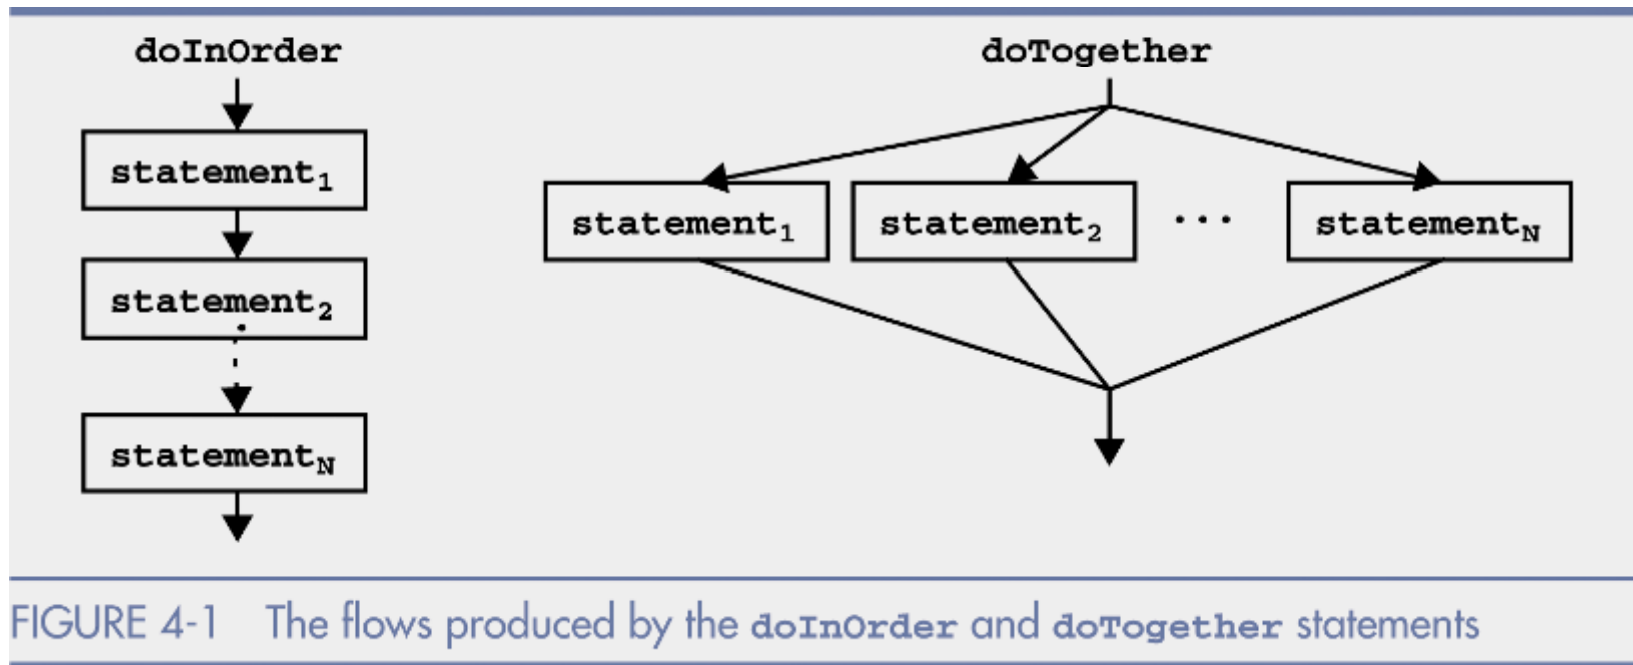 doInOrder
statement₁
statement₂
statementN
doTogether
statement₁ statement₂ ... statementN
FIGURE 4-1 The flows produced by the doInOrder and doTogether statements